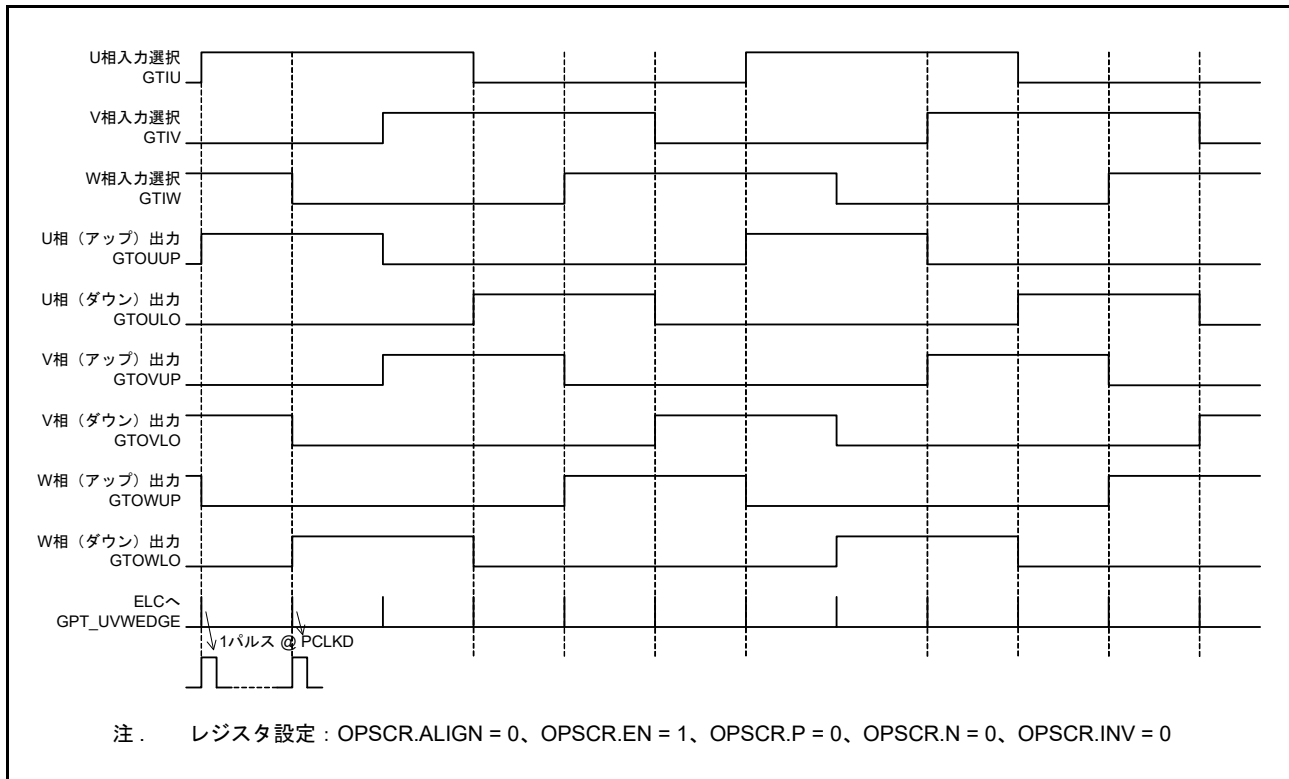 U相入力選択
GTIU
V相入力選択
GTIV
W相入力選択
GTIW
U相（アップ）出力
GTOUUP
U相（ダウン）出力
GTOULO
V相（アップ）出力
GTOVUP
V相（ダウン）出力
GTOVLO
W相（アップ）出力
GTOWUP
W相（ダウン）出力
GTOWLO
ELCへ
GPT_UVWEDGE
1パルス @ PCLKD
注． レジスタ設定：OPSCR.ALIGN = 0、OPSCR.EN = 1、OPSCR.P = 0、OPSCR.N = 0、OPSCR.INV = 0